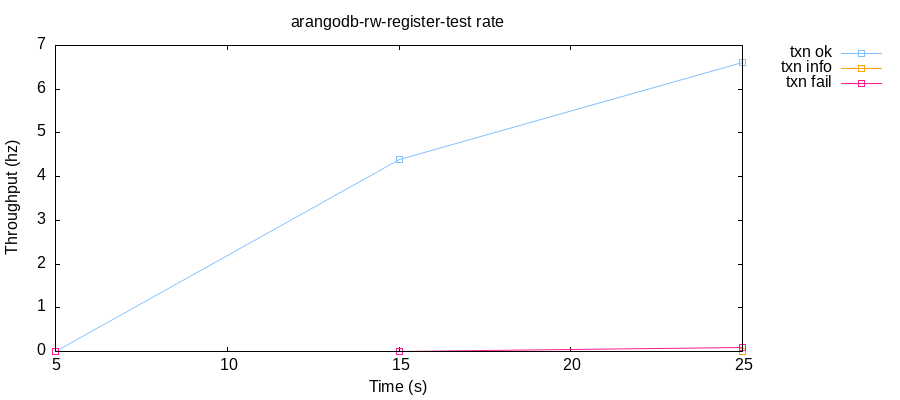 arangodb-rw-register-test rate
txn ok
txn info
txn fail
Throughput (hz)
7
6
5
4
3
2
1
0
5
10
15
20
25
Time (s)